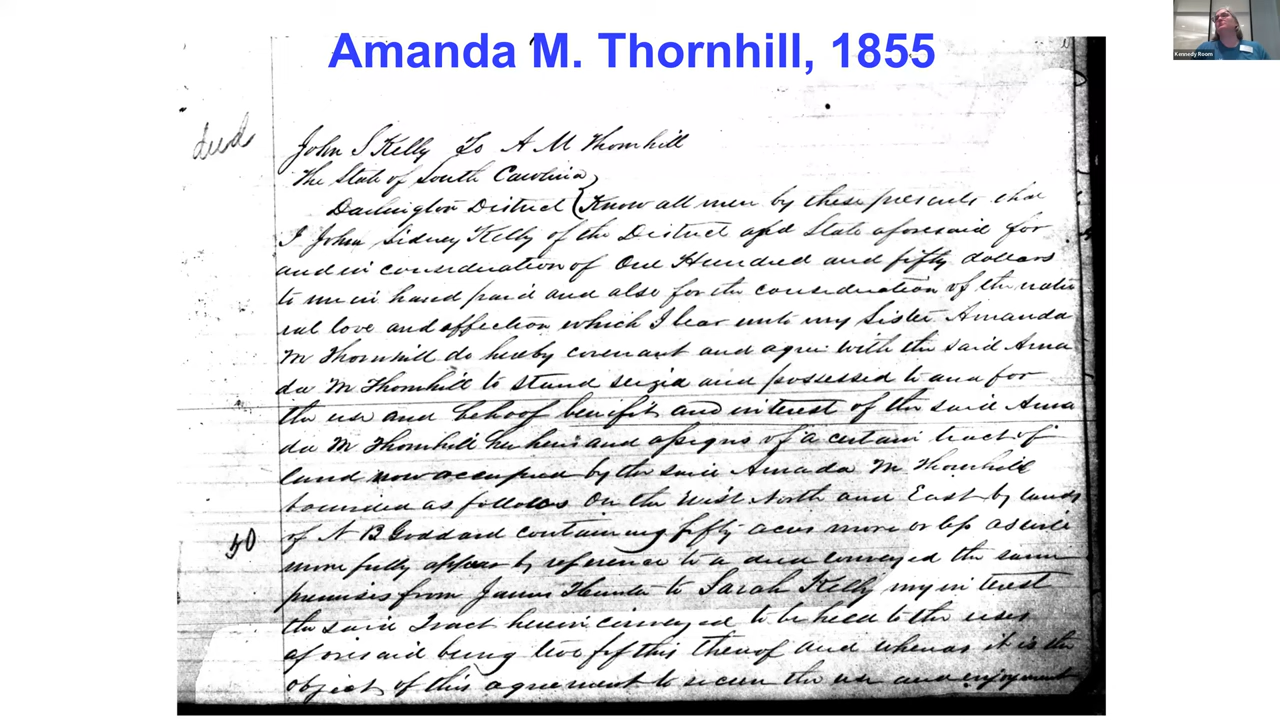 Amanda M. Thornhill, 1855
Kennedy Room
deed
John S Kelly To A M Thornhill
The State of South Carolina
Darlington District Know all men by these presents that
I John Sidney Kelly of the District and State aforesaid for
and in consideration of One Hundred and fifty dollars
to me in hand paid and also for the consideration of the natu
ral love and affection which I bear unto my Sister Amanda
M Thornhill do hereby covenant and agree with the said Ama
da M Thornhill to stand seized and possessed to and for
the use and behoof benefit and interest of the said Ama
da M Thornhill her heirs and assigns of a certain tract of
land now occupied by the said Amada M Thornhill
bounded as follows On the West North and East by lands
50
of N B Goddard containing fifty acres more or less as will
more fully appear by reference to a deed conveyed the same
premises from James Hunter to Sarah Kelly my interest
the said Tract herein conveyed to be held to the uses
aforesaid being two fifths thereof and whereas it is the
object of this agreement to secure the use and enjoyment